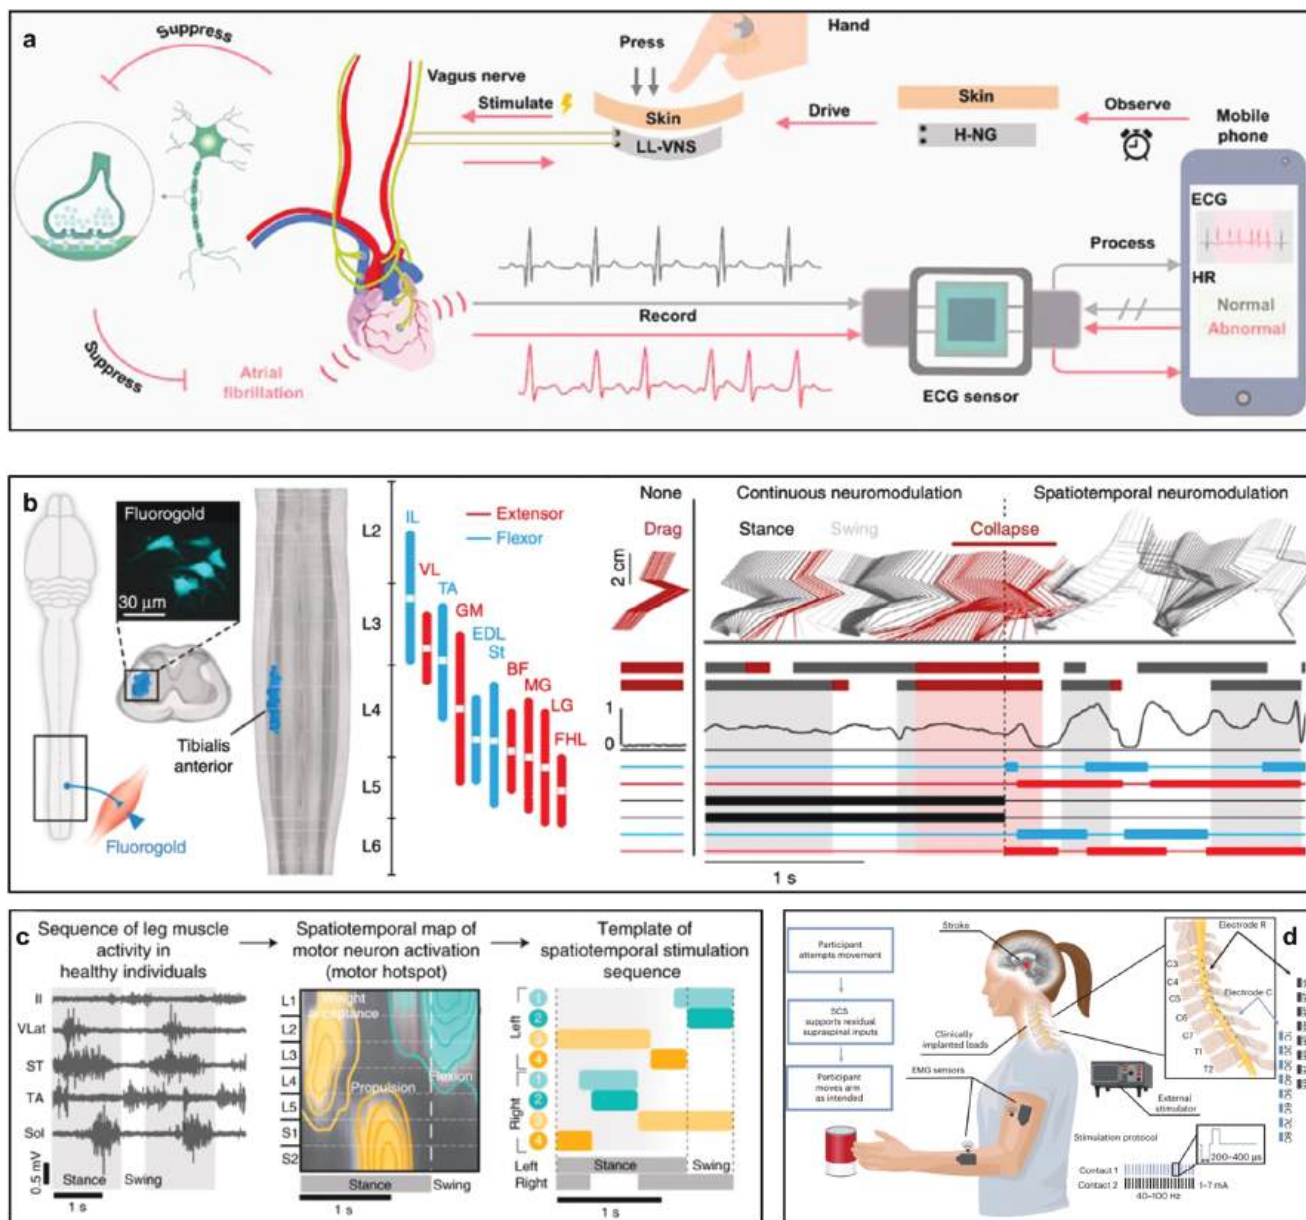 a
Suppress
Vagus nerve
Stimulate
Press
Hand
Skin
LL-VNS
Drive
Skin
H-NG
Observe
Mobile
phone
ECG
HR
Normal
Abnormal
Process
Record
ECG sensor
Suppress
Atrial
fibrillation
b
Fluorogold
30 μm
Tibialis
anterior
Fluorogold
L2
L3
L4
L5
L6
IL
VL
TA
GM
EDL
St
BF
MG
LG
FHL
Extensor
Flexor
None
Drag
2 cm
1
0
Continuous neuromodulation
Stance
Swing
Collapse
Spatiotemporal neuromodulation
1 s
c
Sequence of leg muscle
activity in
healthy individuals
Il
VLat
ST
TA
Sol
0.5 mV
Stance
Swing
1 s
Spatiotemporal map of
motor neuron activation
(motor hotspot)
L1
L2
L3
L4
L5
S1
S2
Weight
acceptance
Propulsion
Flexion
Stance
Swing
1 s
Template of
spatiotemporal stimulation
sequence
Left
1
2
3
4
Right
1
2
3
4
Left
Right
Stance
Swing
1 s
d
Participant
attempts movement
SCS
supports residual
supraspinal inputs
Participant
moves arm
as intended
Stroke
Clinically
implanted leads
EMG sensors
External
stimulator
Electrode R
Electrode C
C3
C4
C5
C6
C7
T1
T2
Stimulation protocol
Contact 1
Contact 2
200–400 μs
1–7 mA
40–100 Hz